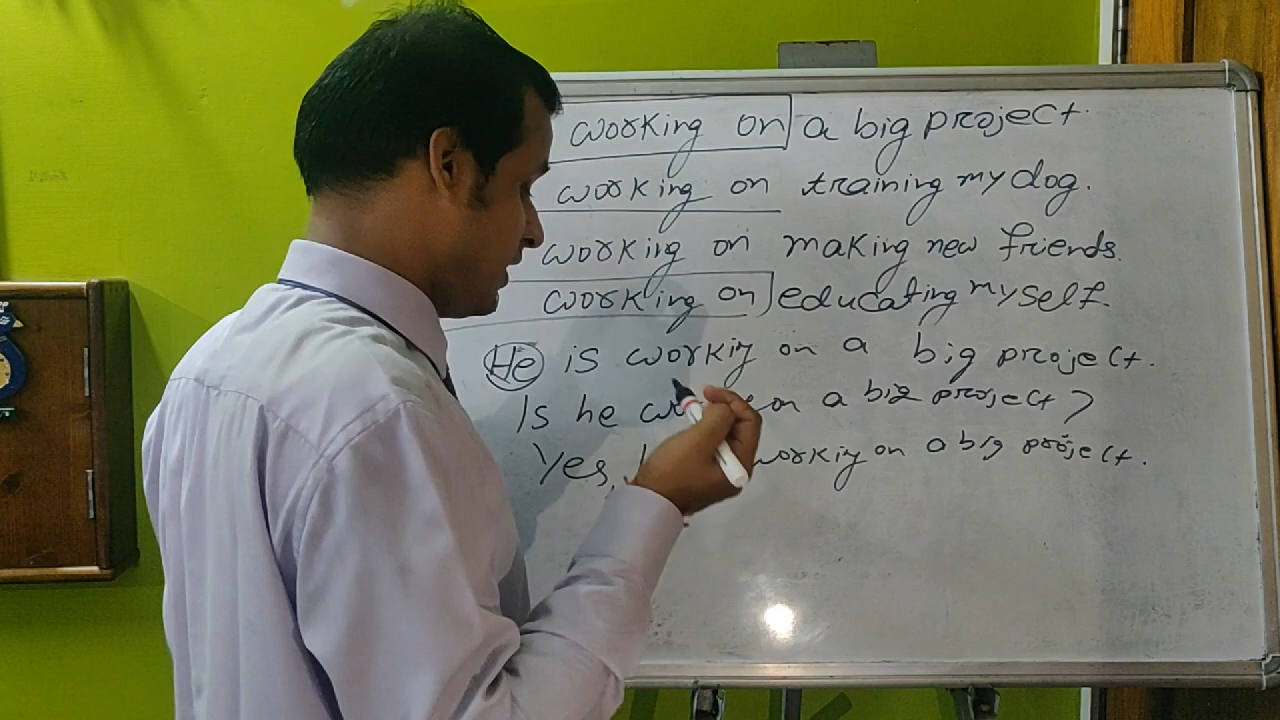 working on a big project.
working on training my dog.
working on making new friends.
working on educating myself.
He is working on a big project.
Is he on a big project?
Yes, working on a big project.